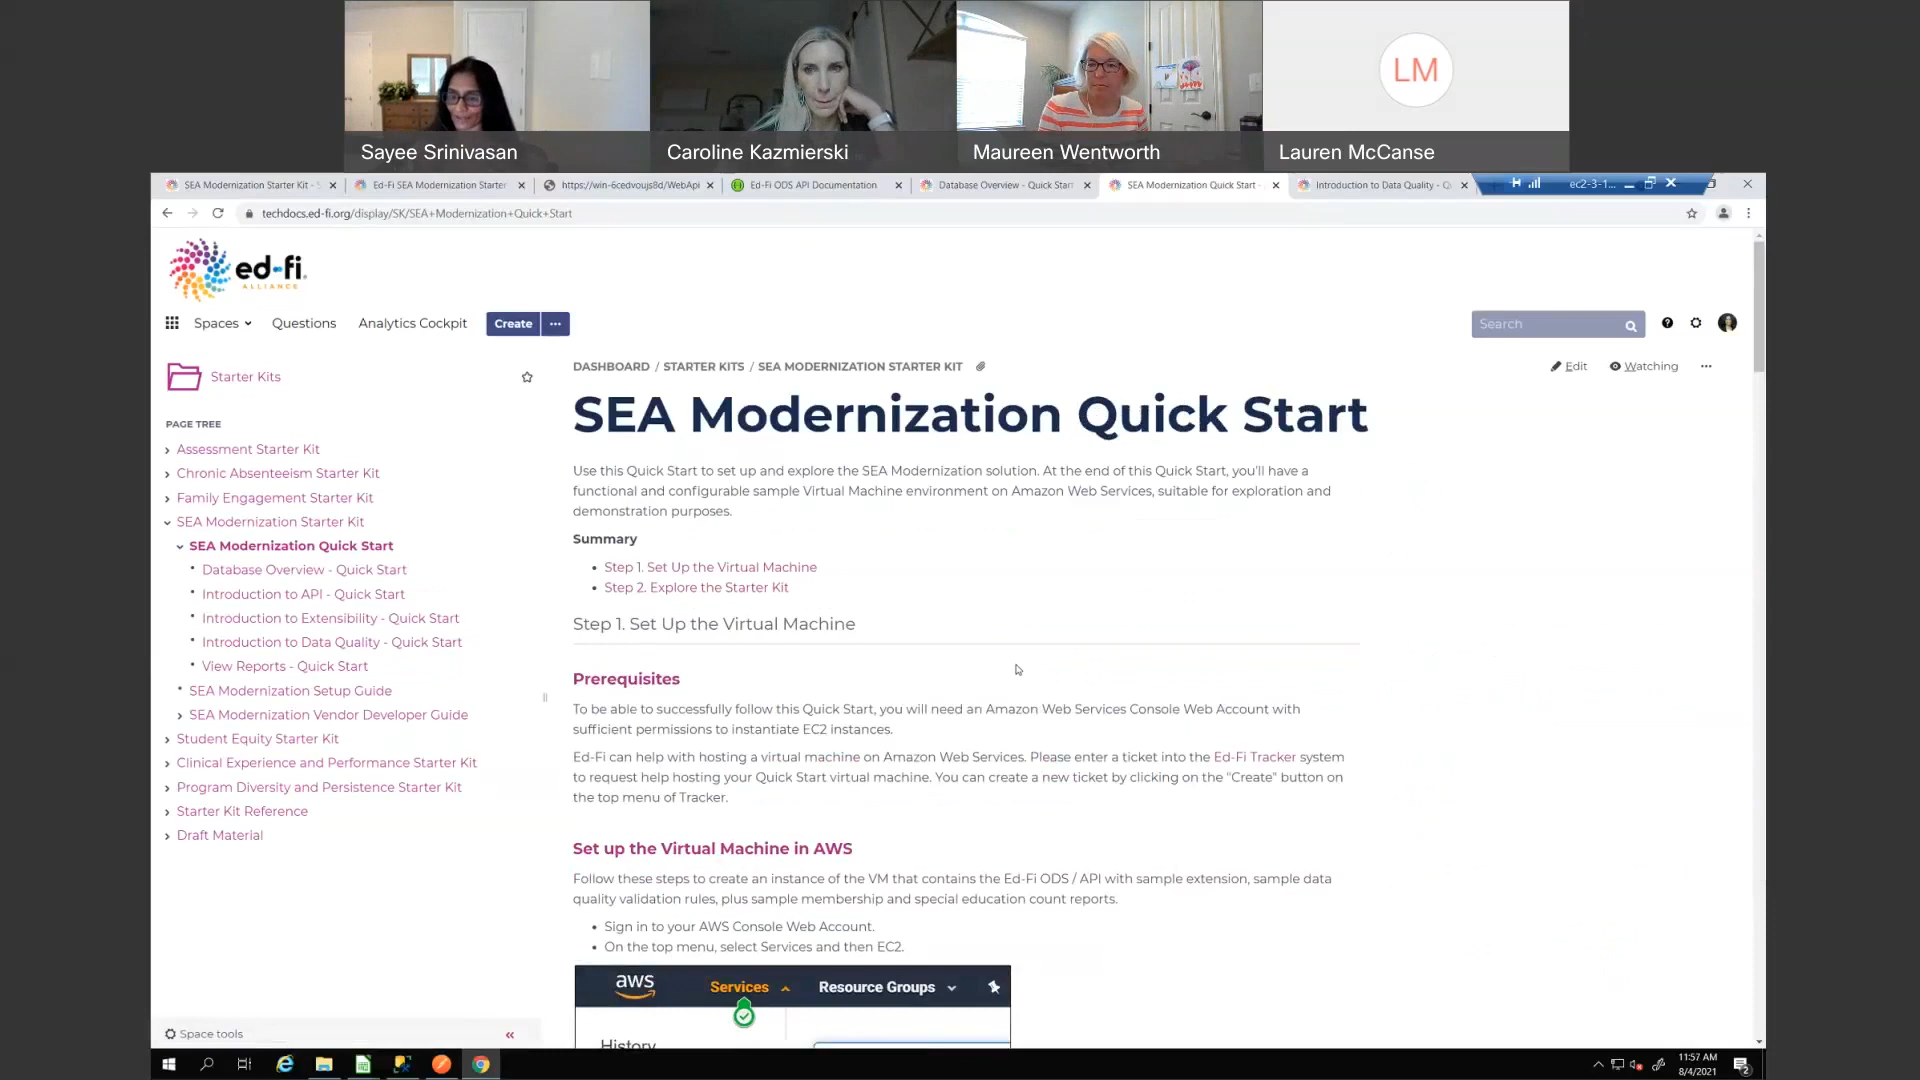 LM
Sayee Srinivasan
Caroline Kazmierski
Maureen Wentworth
Lauren McCanse
SEA Modernization Starter Kit -
Ed-Fi SEA Modernization Starter
https://win-6cedvoujs8d/WebApi
Ed-Fi ODS API Documentation
Database Overview - Quick Start
SEA Modernization Quick Start -
Introduction to Data Quality - Q
ec2-3-1...
techdocs.ed-fi.org/display/SK/SEA+Modernization+Quick+Start
ed-fi
ALLIANCE
Spaces
Questions
Analytics Cockpit
Create
Search
Starter Kits
DASHBOARD / STARTER KITS / SEA MODERNIZATION STARTER KIT
Edit
Watching
PAGE TREE
Assessment Starter Kit
Chronic Absenteeism Starter Kit
Family Engagement Starter Kit
SEA Modernization Starter Kit
SEA Modernization Quick Start
Database Overview - Quick Start
Introduction to API - Quick Start
Introduction to Extensibility - Quick Start
Introduction to Data Quality - Quick Start
View Reports - Quick Start
SEA Modernization Setup Guide
SEA Modernization Vendor Developer Guide
Student Equity Starter Kit
Clinical Experience and Performance Starter Kit
Program Diversity and Persistence Starter Kit
Starter Kit Reference
Draft Material
Space tools
SEA Modernization Quick Start
Use this Quick Start to set up and explore the SEA Modernization solution. At the end of this Quick Start, you'll have a
functional and configurable sample Virtual Machine environment on Amazon Web Services, suitable for exploration and
demonstration purposes.
Summary
• Step 1. Set Up the Virtual Machine
• Step 2. Explore the Starter Kit
Step 1. Set Up the Virtual Machine
Prerequisites
To be able to successfully follow this Quick Start, you will need an Amazon Web Services Console Web Account with
sufficient permissions to instantiate EC2 instances.
Ed-Fi can help with hosting a virtual machine on Amazon Web Services. Please enter a ticket into the Ed-Fi Tracker system
to request help hosting your Quick Start virtual machine. You can create a new ticket by clicking on the "Create" button on
the top menu of Tracker.
Set up the Virtual Machine in AWS
Follow these steps to create an instance of the VM that contains the Ed-Fi ODS / API with sample extension, sample data
quality validation rules, plus sample membership and special education count reports.
• Sign in to your AWS Console Web Account.
• On the top menu, select Services and then EC2.
aws
Services
Resource Groups
History
11:57 AM
8/4/2021
2